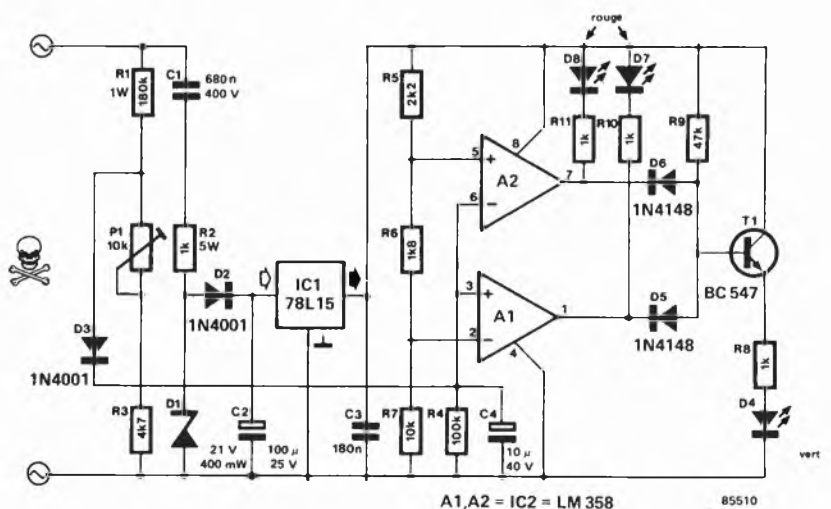 rouge
D8
D7
R1
1W
180k
C1
680n
400 V
R5
2k2
R11
1k
R10
1k
R9
47k
5
+
8
A2
7
6
−
D6
1N4148
P1
10k
R2
5W
1k
R6
1k8
T1
D2
1N4001
IC1
78L15
3
+
A1
1
2
−
4
D5
1N4148
BC 547
D3
1N4001
R8
1k
R3
4k7
D1
21 V
400 mW
C2
100µ
25 V
C3
180n
R7
10k
R4
100k
C4
10µ
40 V
D4
vert
A1,A2 = IC2 = LM 358
85510